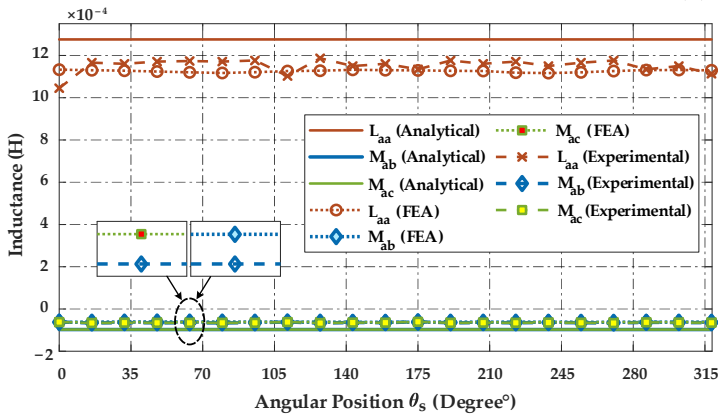 ×10⁻⁴
12
10
8
6
4
2
0
−2
Inductance (H)
L_aa (Analytical)
M_ab (Analytical)
M_ac (Analytical)
L_aa (FEA)
M_ab (FEA)
M_ac (FEA)
L_aa (Experimental)
M_ab (Experimental)
M_ac (Experimental)
0 35 70 105 140 175 210 245 280 315
Angular Position θ_s (Degree°)